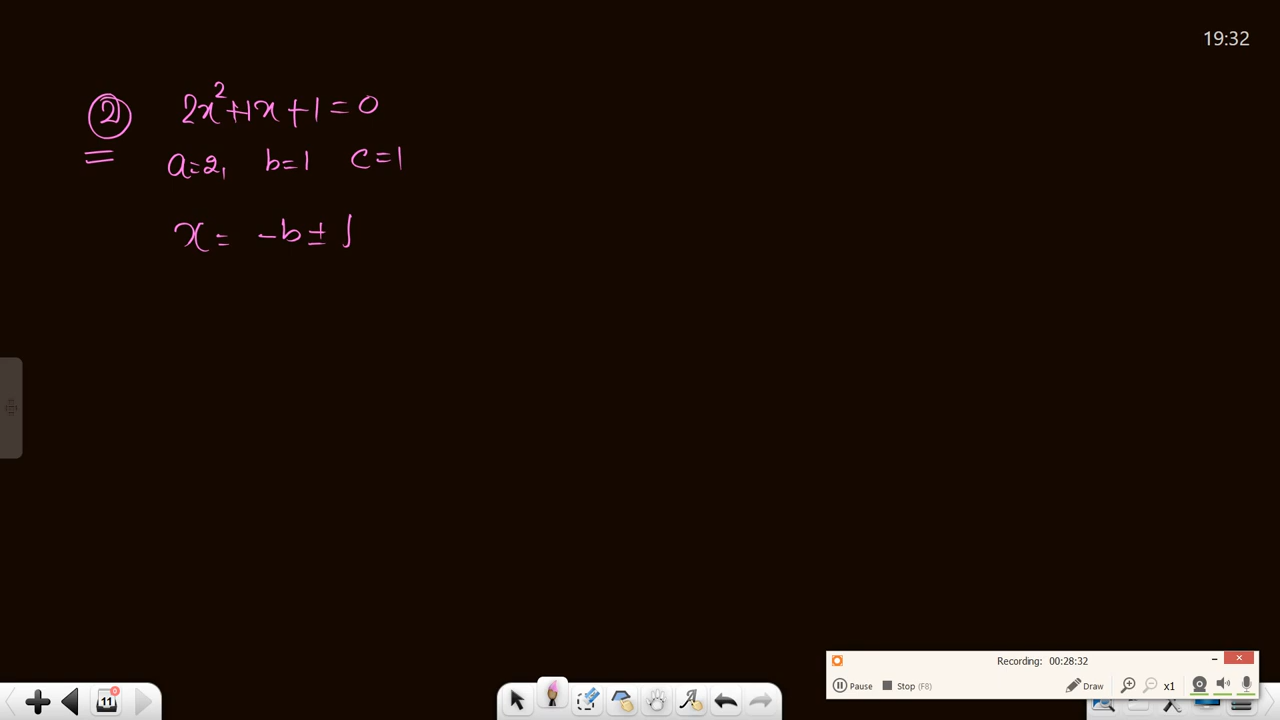 19:32
② 2x²+1x+1=0
a=2, b=1 c=1
x= -b± √
Recording: 00:28:32
Pause Stop (F8) Draw x1
11 0